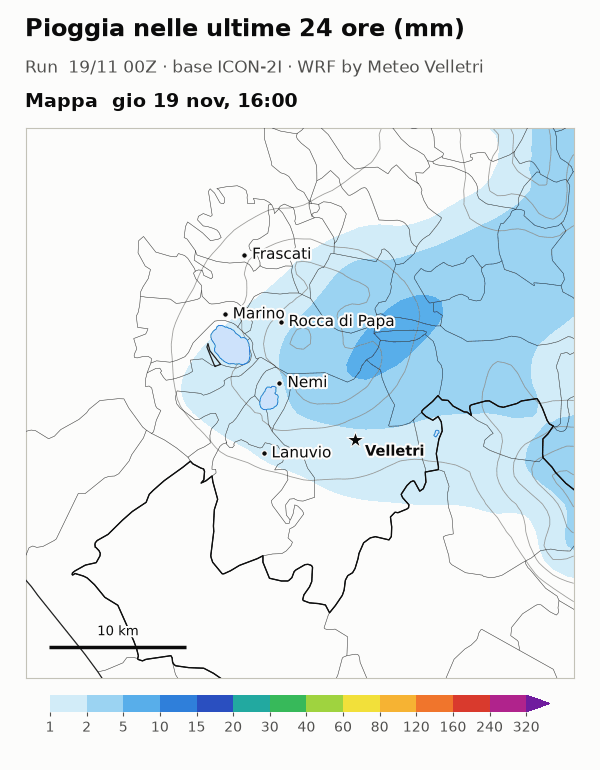 Pioggia nelle ultime 24 ore (mm)
Run  19/11 00Z · base ICON-2I · WRF by Meteo Velletri
Mappa  gio 19 nov, 16:00
Frascati
Marino
Rocca di Papa
Nemi
Velletri
Lanuvio
10 km
1 2 5 10 15 20 30 40 60 80 120 160 240 320